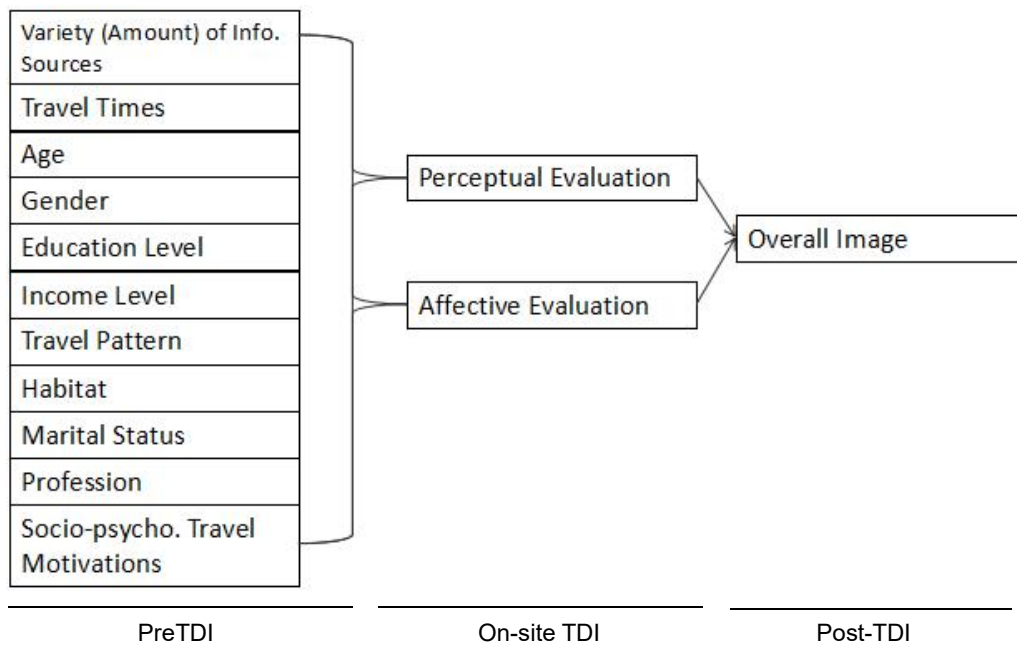 Variety (Amount) of Info.
Sources
Travel Times
Age
Gender
Education Level
Income Level
Travel Pattern
Habitat
Marital Status
Profession
Socio-psycho. Travel
Motivations
Perceptual Evaluation
Affective Evaluation
Overall Image
PreTDI
On-site TDI
Post-TDI